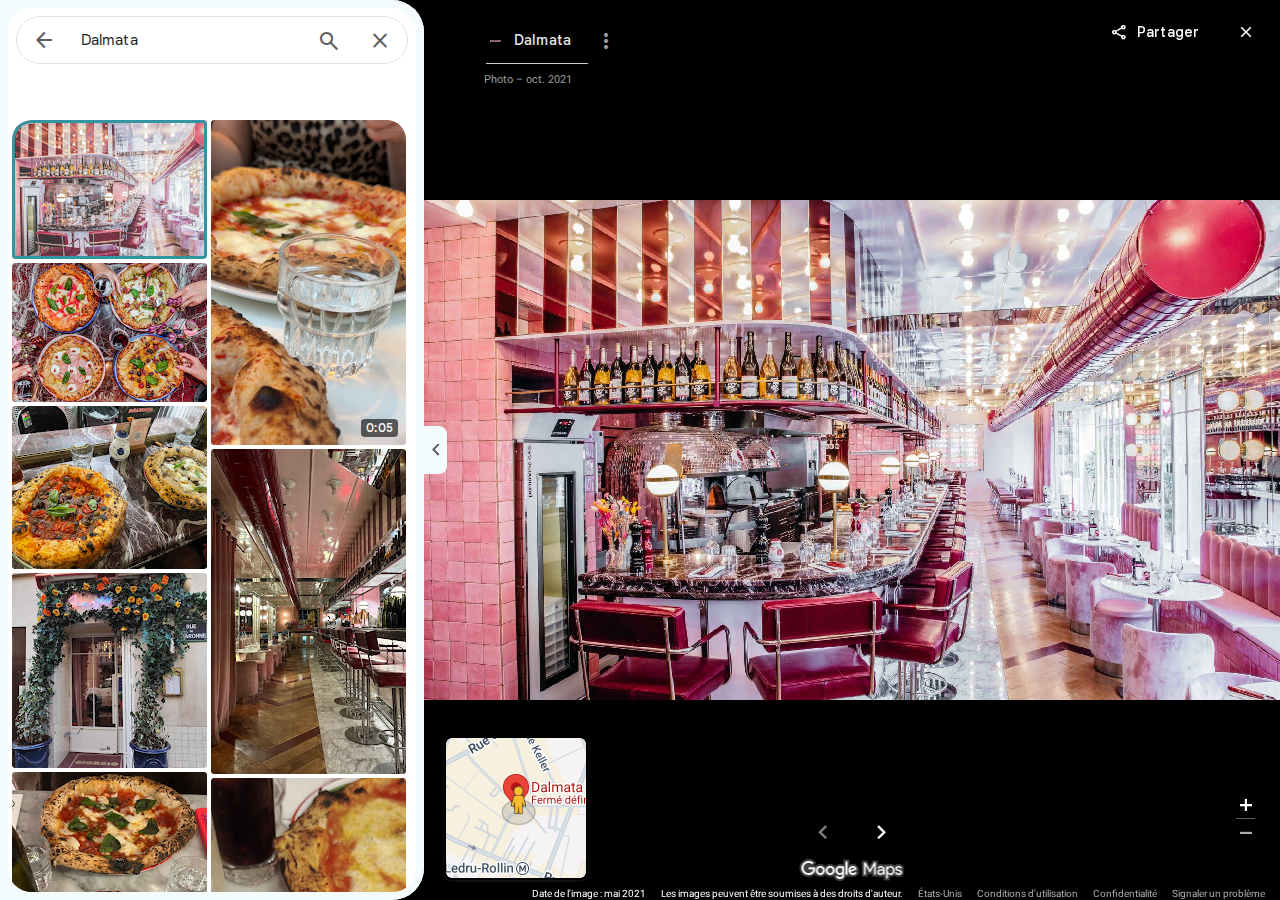 Dalmata
0:05
RUE
GIORGIO
Dalmata
Photo – oct. 2021
Partager
Rue
e Keller
Dalmata
Fermé défin
Ledru-Rollin M
Google Maps
Date de l'image : mai 2021
Les images peuvent être soumises à des droits d'auteur.
États-Unis
Conditions d'utilisation
Confidentialité
Signaler un problème